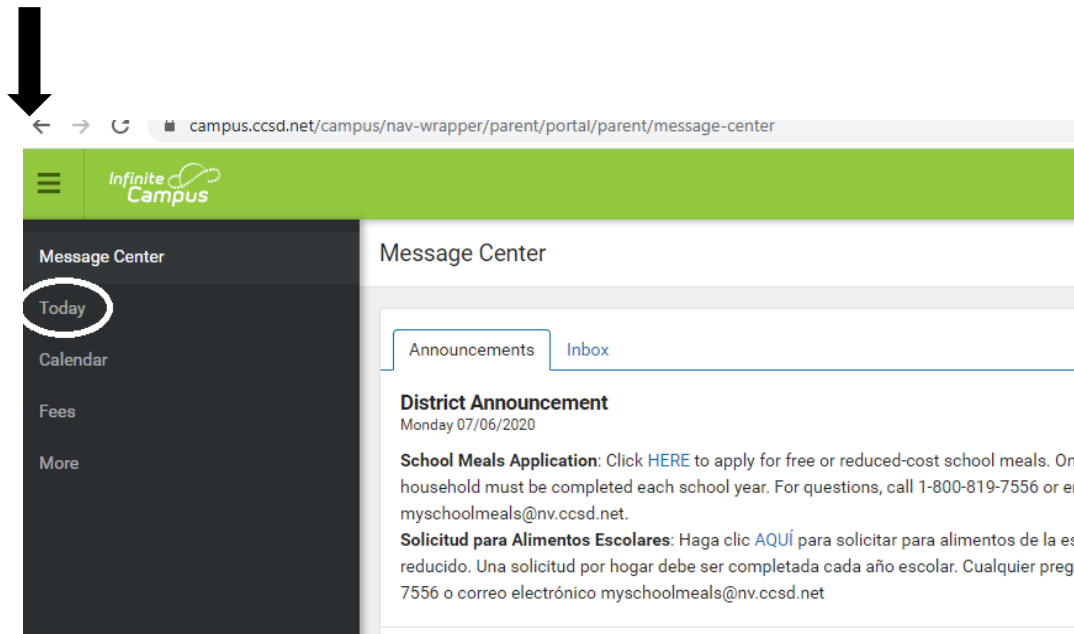 campus.ccsd.net/campus/nav-wrapper/parent/portal/parent/message-center
Infinite
Campus
Message Center
Today
Calendar
Fees
More
Message Center
Announcements Inbox
District Announcement
Monday 07/06/2020
School Meals Application: Click HERE to apply for free or reduced-cost school meals. On
household must be completed each school year. For questions, call 1-800-819-7556 or e
myschoolmeals@nv.ccsd.net.
Solicitud para Alimentos Escolares: Haga clic AQUÍ para solicitar para alimentos de la es
reducido. Una solicitud por hogar debe ser completada cada año escolar. Cualquier preg
7556 o correo electrónico myschoolmeals@nv.ccsd.net